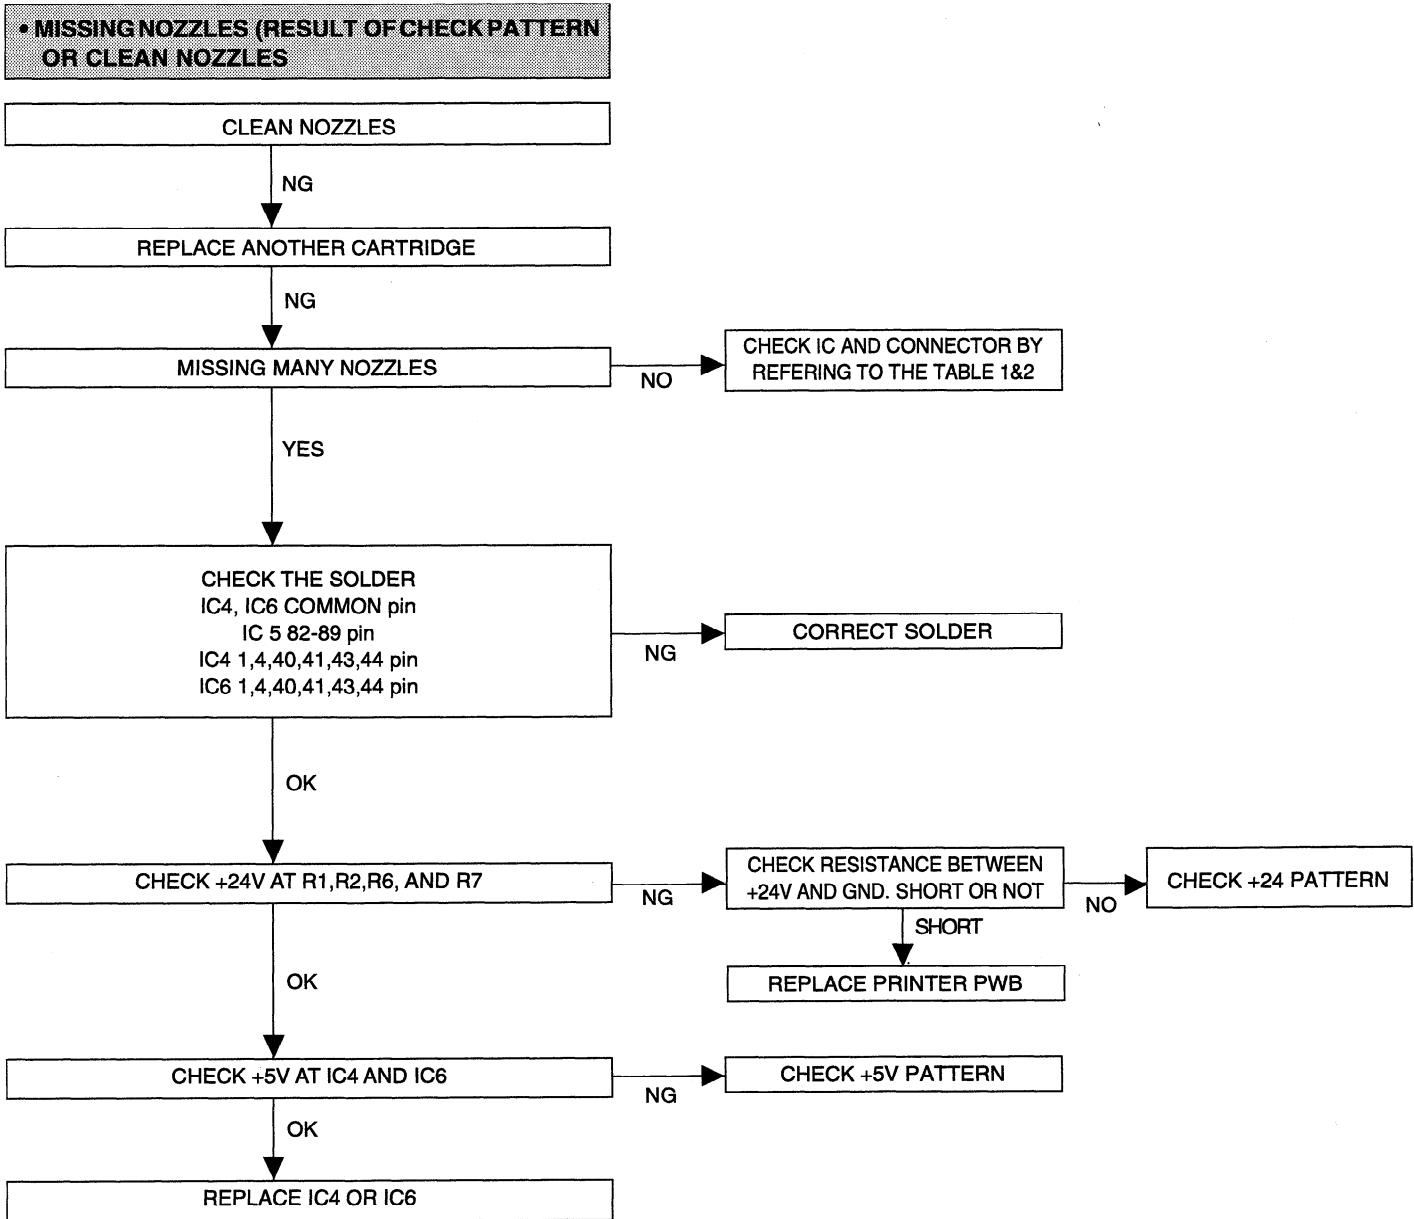 • MISSING NOZZLES (RESULT OF CHECK PATTERN
OR CLEAN NOZZLES
CLEAN NOZZLES
NG
REPLACE ANOTHER CARTRIDGE
NG
MISSING MANY NOZZLES
NO
CHECK IC AND CONNECTOR BY
REFERING TO THE TABLE 1&2
YES
CHECK THE SOLDER
IC4, IC6 COMMON pin
IC 5 82-89 pin
IC4 1,4,40,41,43,44 pin
IC6 1,4,40,41,43,44 pin
NG
CORRECT SOLDER
OK
CHECK +24V AT R1,R2,R6, AND R7
NG
CHECK RESISTANCE BETWEEN
+24V AND GND. SHORT OR NOT
NO
CHECK +24 PATTERN
SHORT
REPLACE PRINTER PWB
OK
CHECK +5V AT IC4 AND IC6
NG
CHECK +5V PATTERN
OK
REPLACE IC4 OR IC6